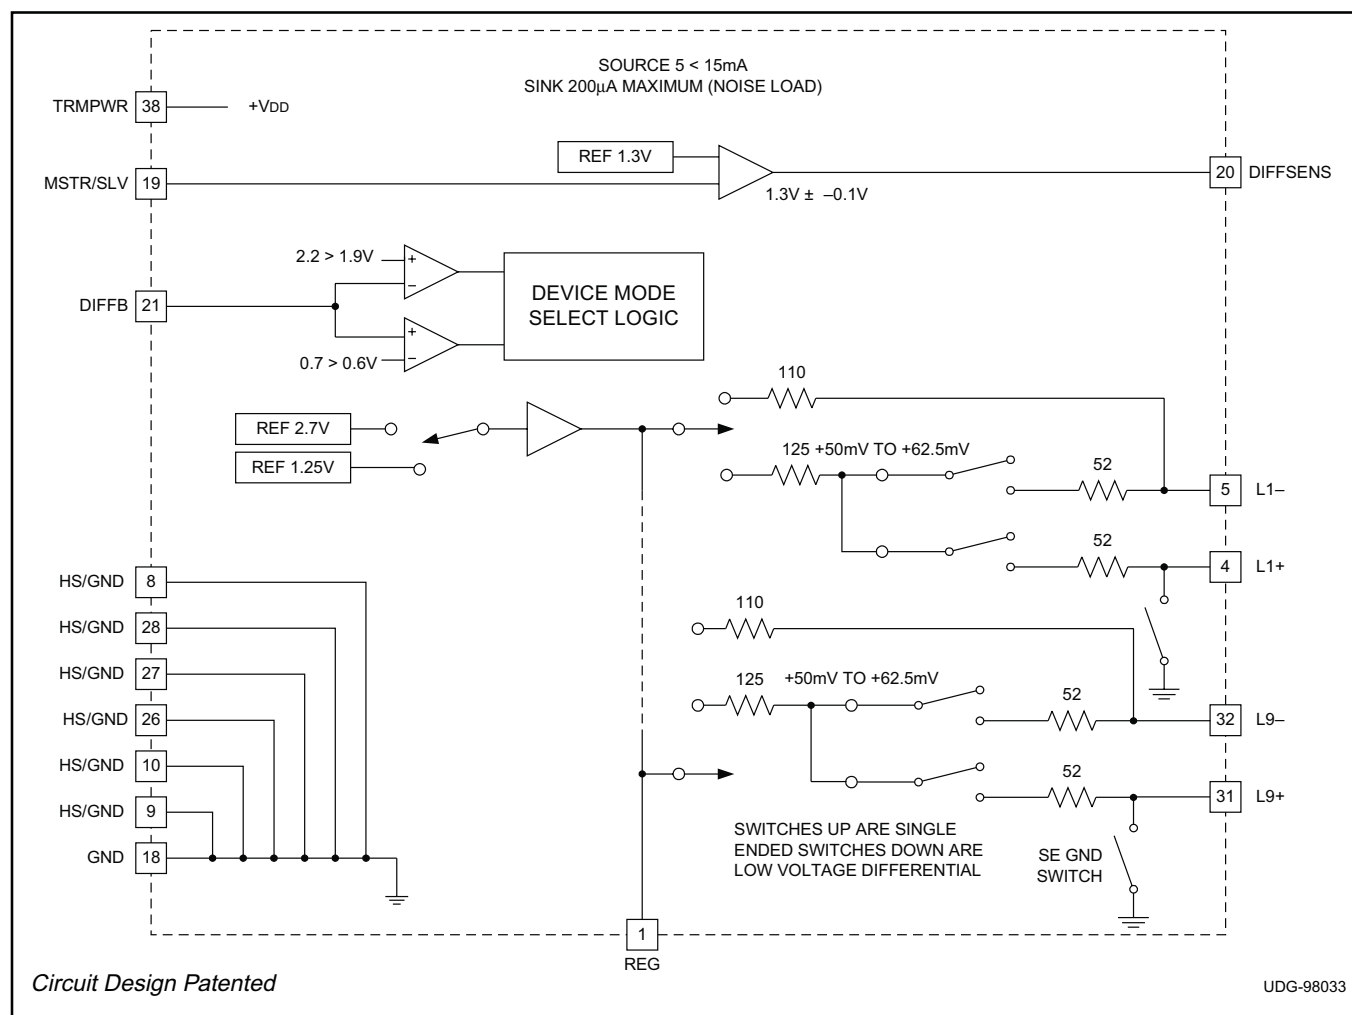 SOURCE 5 < 15mA
SINK 200µA MAXIMUM (NOISE LOAD)
TRMPWR 38 +VDD
REF 1.3V
MSTR/SLV 19
20 DIFFSENS
1.3V ± –0.1V
2.2 > 1.9V
+
–
DEVICE MODE
SELECT LOGIC
DIFFB 21
+
–
0.7 > 0.6V
110
REF 2.7V
REF 1.25V
125 +50mV TO +62.5mV
52
5 L1–
52
4 L1+
HS/GND 8
HS/GND 28
HS/GND 27
HS/GND 26
HS/GND 10
HS/GND 9
GND 18
110
125 +50mV TO +62.5mV
52
32 L9–
52
31 L9+
SWITCHES UP ARE SINGLE
ENDED SWITCHES DOWN ARE
LOW VOLTAGE DIFFERENTIAL
SE GND
SWITCH
1
REG
Circuit Design Patented
UDG-98033